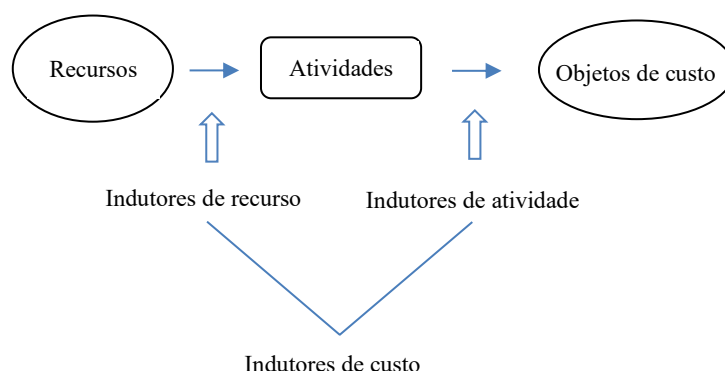 Recursos
Atividades
Objetos de custo
Indutores de recurso
Indutores de atividade
Indutores de custo